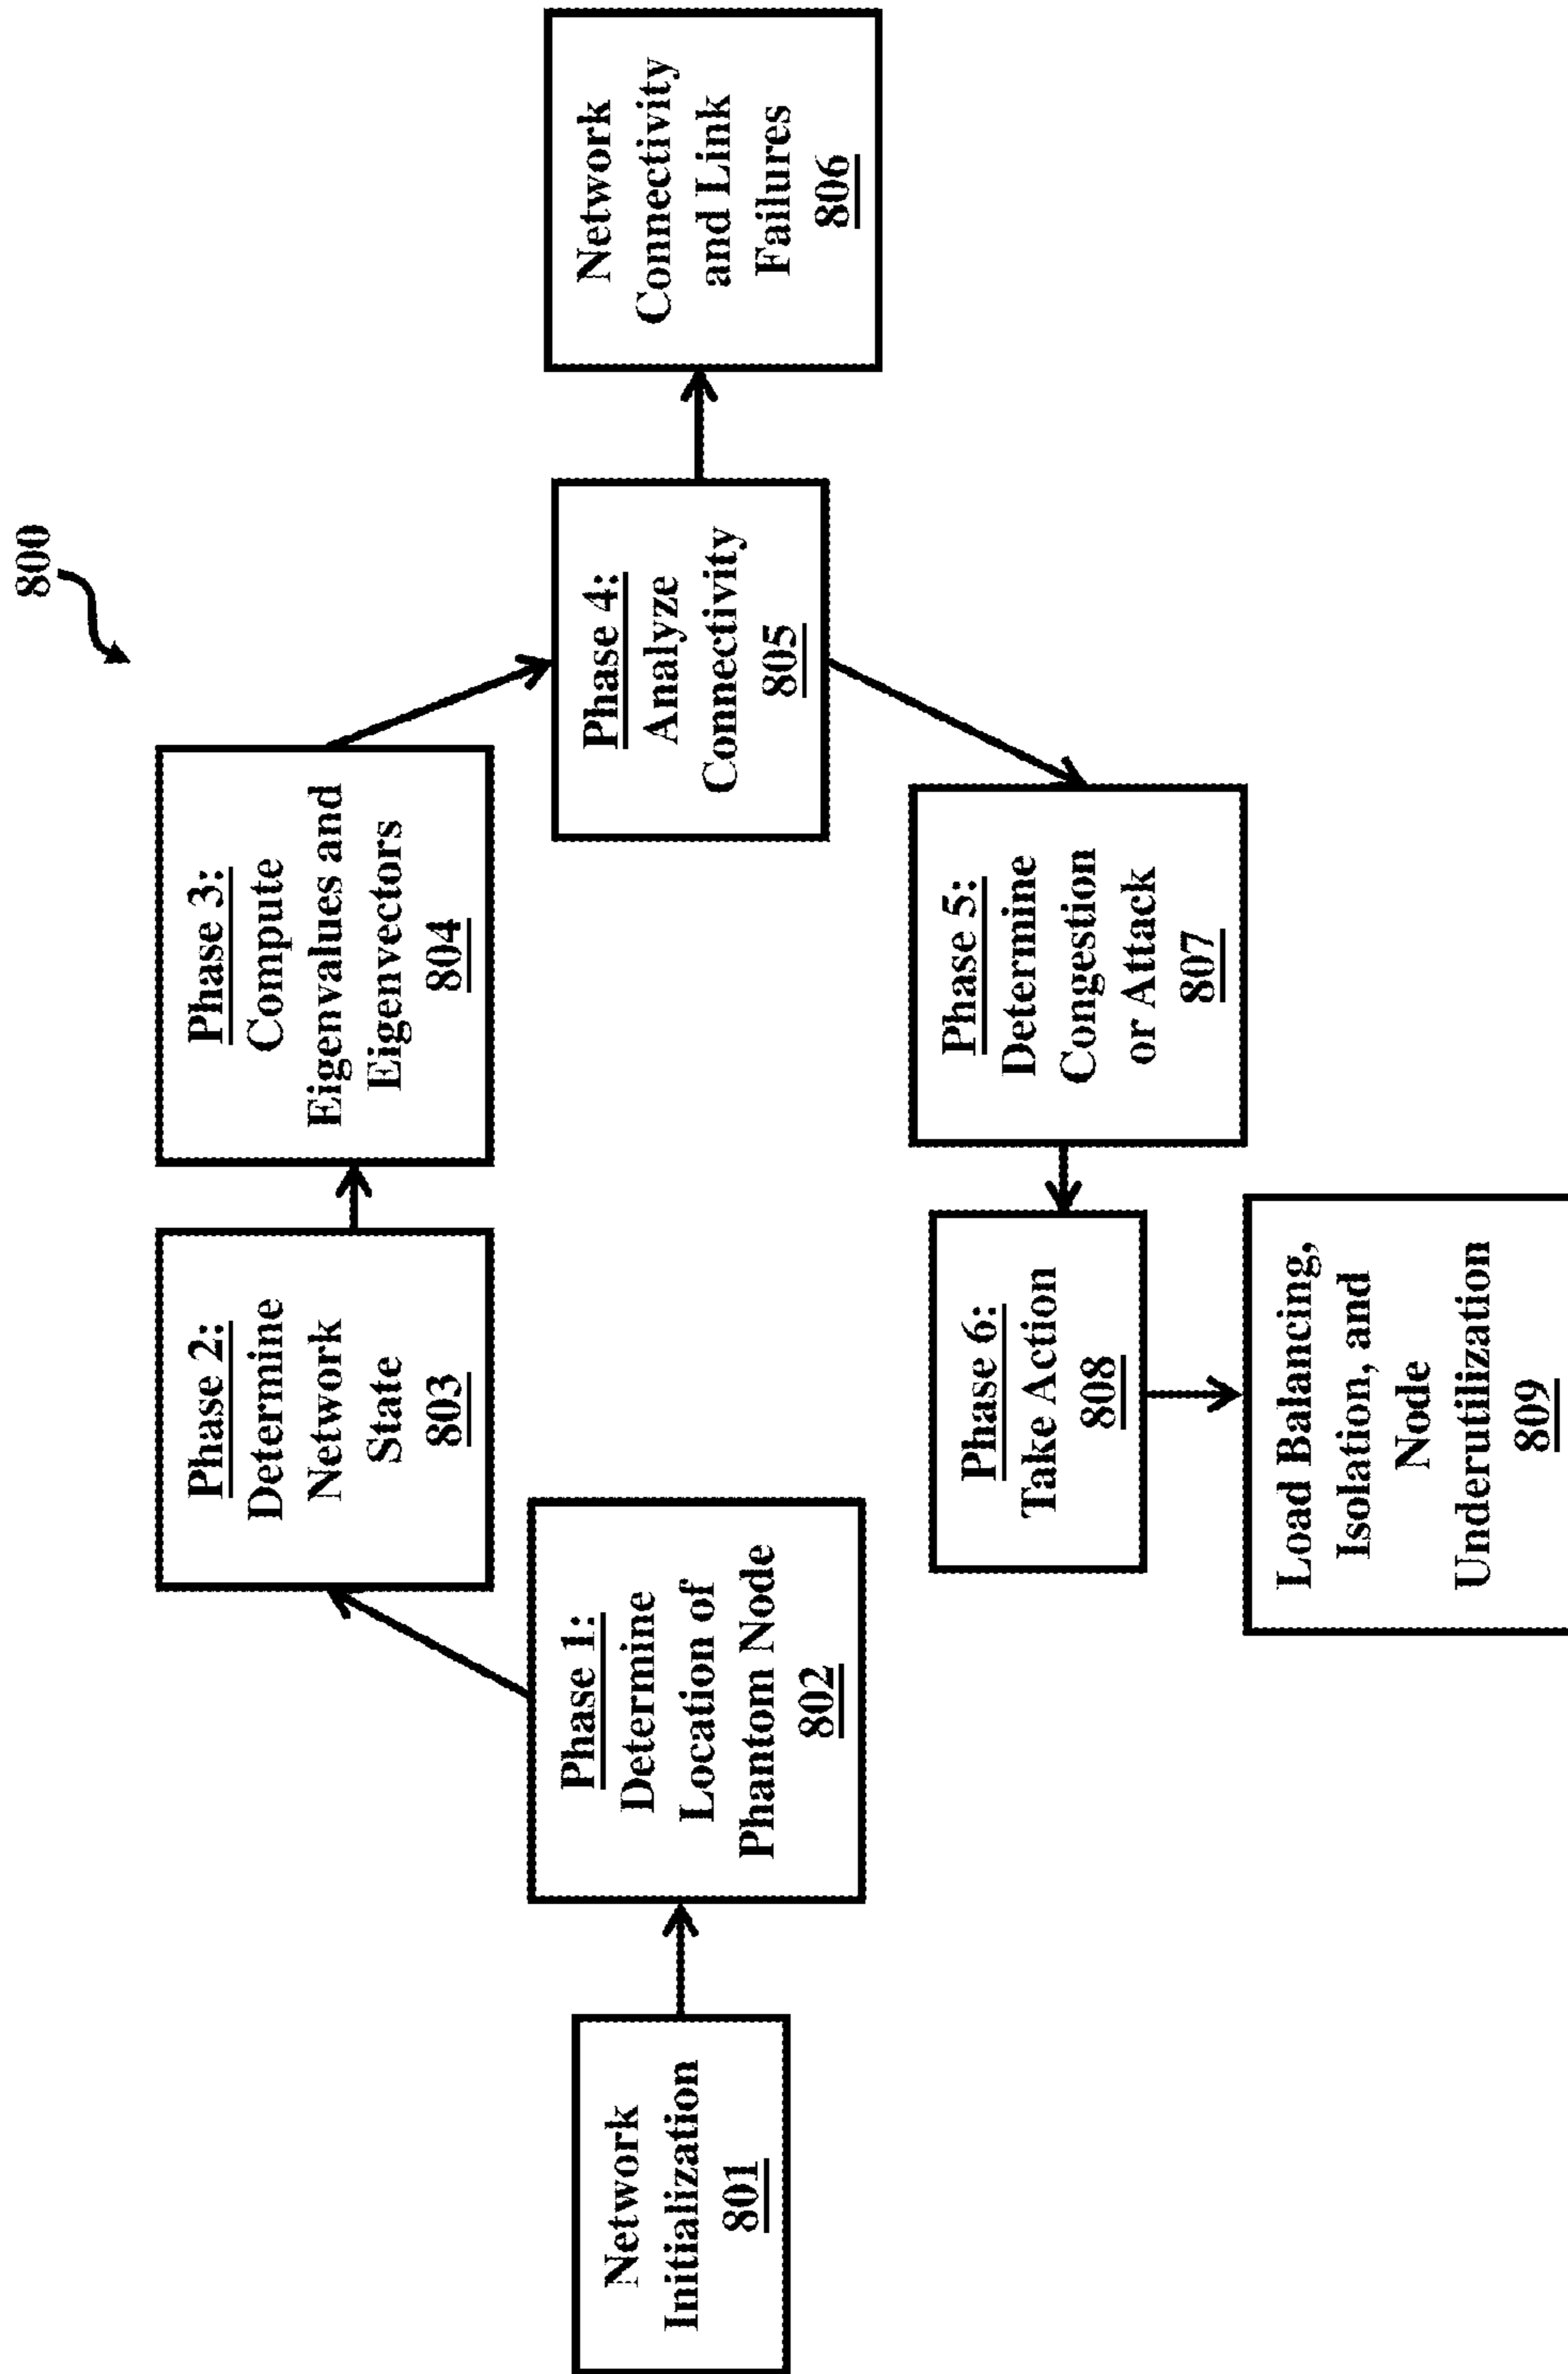 800
Network
Initialization
801
Phase 1:
Determine
Location of
Phantom Node
802
Phase 2:
Determine
Network
State
803
Phase 3:
Compute
Eigenvalues and
Eigenvectors
804
Phase 4:
Analyze
Connectivity
805
Network
Connectivity
and Link
Failures
806
Phase 5:
Determine
Congestion
or Attack
807
Phase 6:
Take Action
808
Load Balancing,
Isolation, and
Node
Underutilization
809